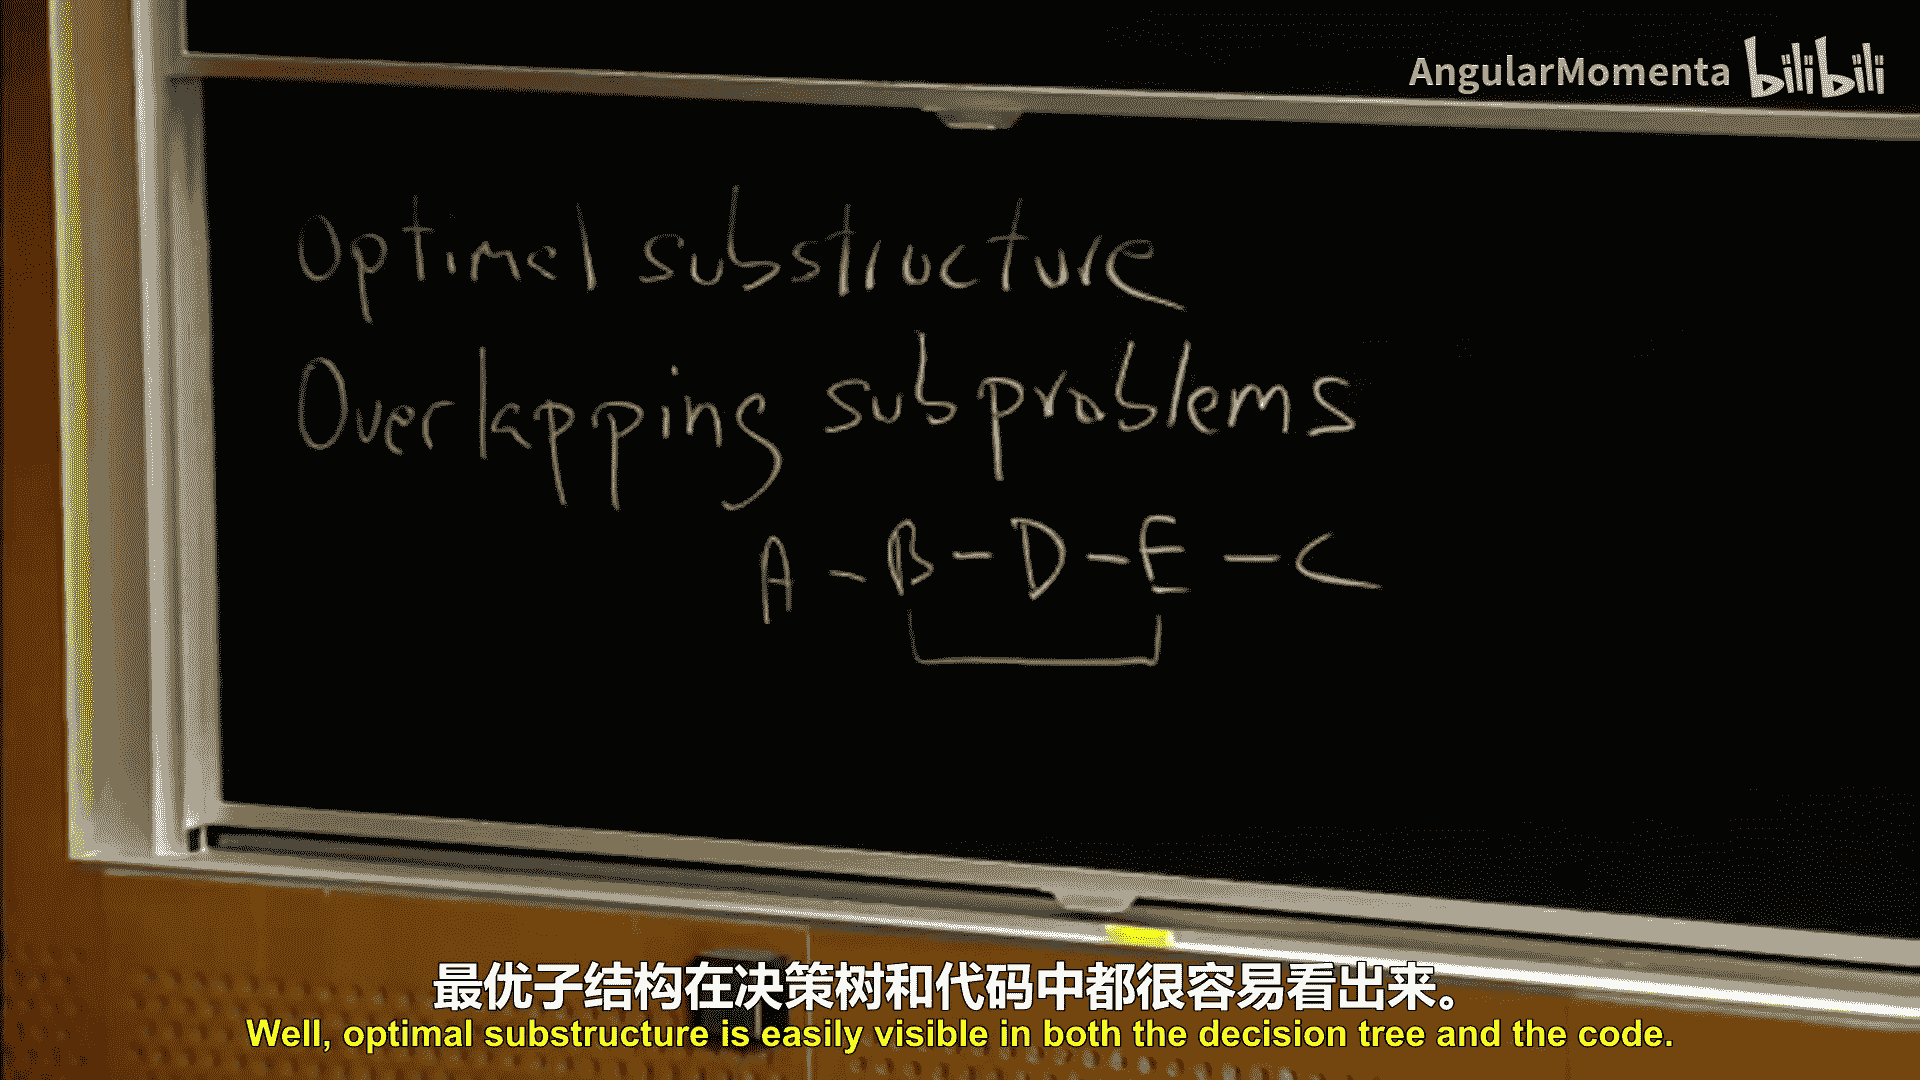 AngularMomenta bilibili
Optimal substructure
Overlapping subproblems
A - B - D - E - C
最优子结构在决策树和代码中都很容易看出来。
Well, optimal substructure is easily visible in both the decision tree and the code.